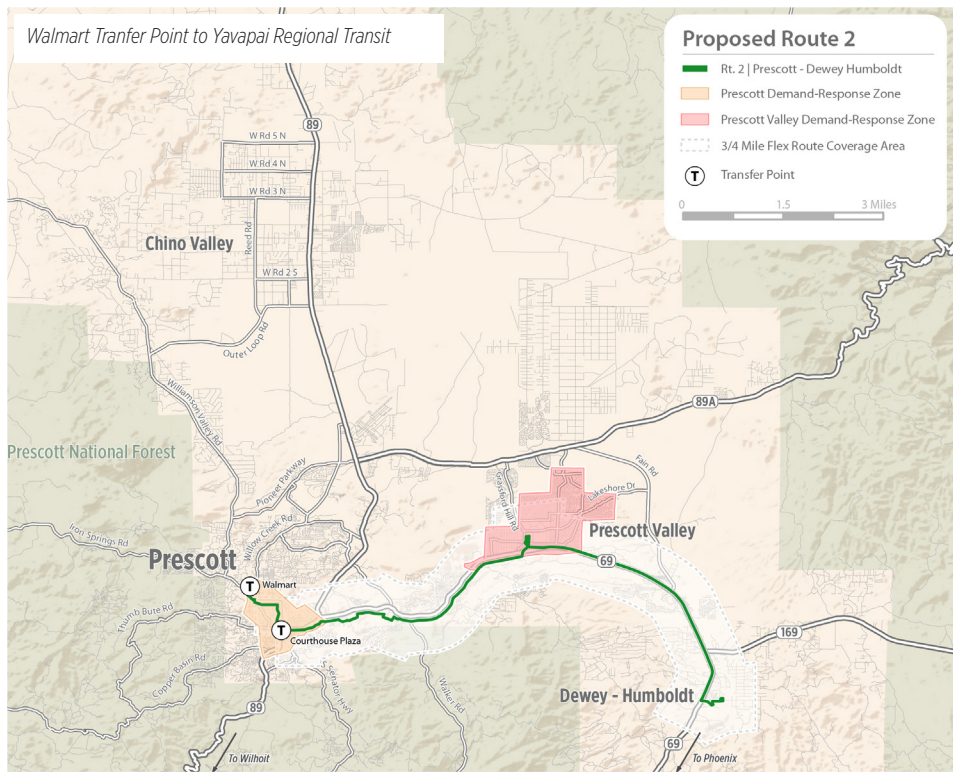 Walmart Tranfer Point to Yavapai Regional Transit
Proposed Route 2
Rt. 2 | Prescott - Dewey Humboldt
Prescott Demand-Response Zone
Prescott Valley Demand-Response Zone
3/4 Mile Flex Route Coverage Area
T Transfer Point
0 1.5 3 Miles
89
W Rd 5 N
W Rd 4 N
W Rd 3 N
Reed Rd
Chino Valley
W Rd 2 S
Outer Loop Rd
Williamson Valley Rd
89A
Prescott National Forest
Pioneer Parkway
Fain Rd
Grassford Hill Rd
Lakeshore Dr
Willow Creek Rd
Iron Springs Rd
Prescott Valley
Prescott
69
T Walmart
Thumb Bute Rd
T
Courthouse Plaza
169
Copper Basin Rd
S Senator Hwy
Walker Rd
Dewey - Humboldt
89
69
To Wilhoit
To Phoenix